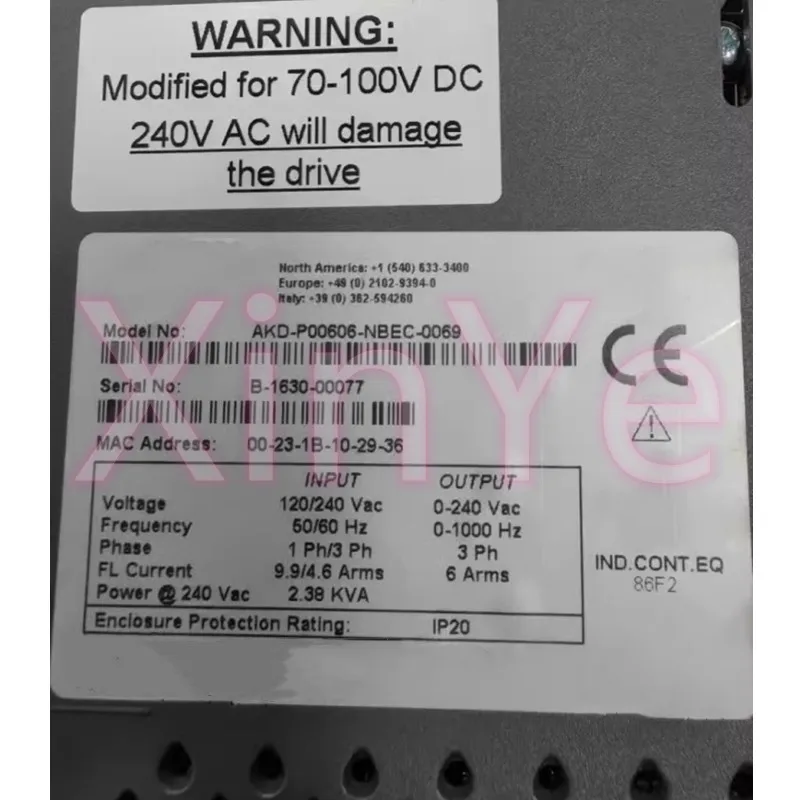 WARNING:
Modified for 70-100V DC
240V AC will damage
the drive
North America: +1 (540) 633-3400
Europe: +49 (0) 2102-9394-0
Italy: +39 (0) 362-594260
Model No: AKD-P00606-NBEC-0069
Serial No: B-1630-00077
MAC Address: 00-23-1B-10-29-36
CE
INPUT OUTPUT
Voltage 120/240 Vac 0-240 Vac
Frequency 50/60 Hz 0-1000 Hz
Phase 1 Ph/3 Ph 3 Ph
FL Current 9.9/4.6 Arms 6 Arms
Power @ 240 Vac 2.38 KVA
Enclosure Protection Rating: IP20
IND.CONT.EQ
86F2
XinYe